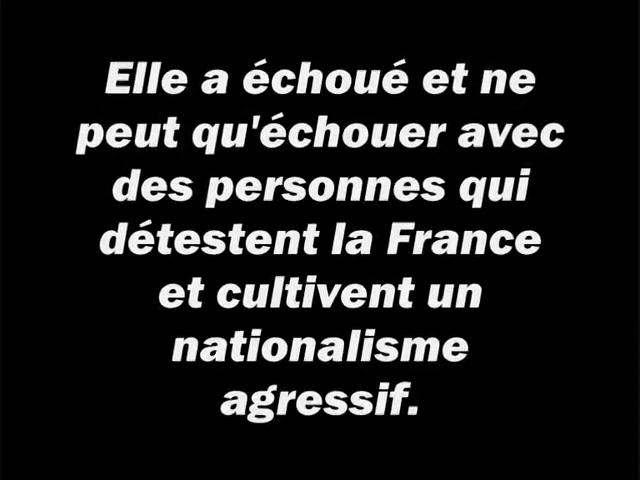 Elle a échoué et ne
peut qu'échouer avec
des personnes qui
détestent la France
et cultivent un
nationalisme
agressif.